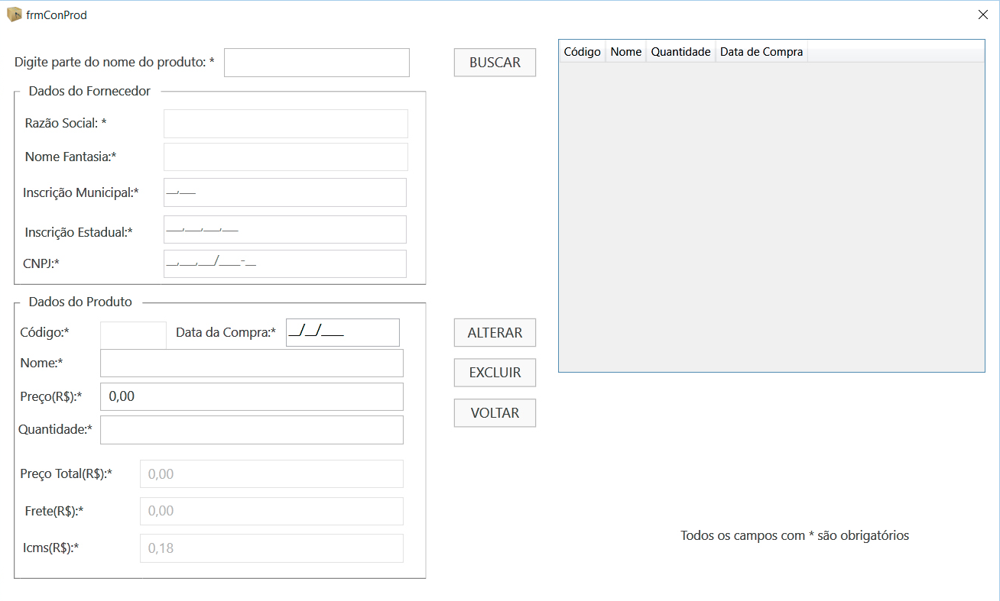 frmConProd
Digite parte do nome do produto: *
BUSCAR
Código Nome Quantidade Data de Compra
Dados do Fornecedor
Razão Social: *
Nome Fantasia:*
Inscrição Municipal:* __,___
Inscrição Estadual:* ___,___,___,___
CNPJ:* __,___,___/____-__
Dados do Produto
Código:* Data da Compra:* __/__/____
Nome:*
Preço(R$):* 0,00
Quantidade:*
Preço Total(R$):* 0,00
Frete(R$):* 0,00
Icms(R$):* 0,18
ALTERAR
EXCLUIR
VOLTAR
Todos os campos com * são obrigatórios